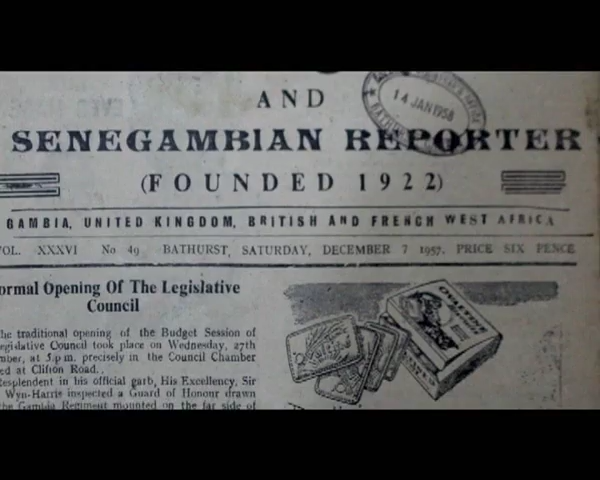 AND
SENEGAMBIAN REPORTER
14 JAN 1958
(FOUNDED 1922)
GAMBIA, UNITED KINGDOM, BRITISH AND FRENCH WEST AFRICA
VOL. XXXVI No 49 BATHURST, SATURDAY, DECEMBER 7 1957. PRICE SIX PENCE
ormal Opening Of The Legislative
Council
he traditional opening of the Budget Session of
egislative Council took place on Wednesday, 27th
mber, at 5 p.m. precisely in the Council Chamber
ed at Clifton Road.
Resplendent in his official garb, His Excellency, Sir
Wyn-Harris inspected a Guard of Honour drawn
the Gambia Regiment mounted on the far side of